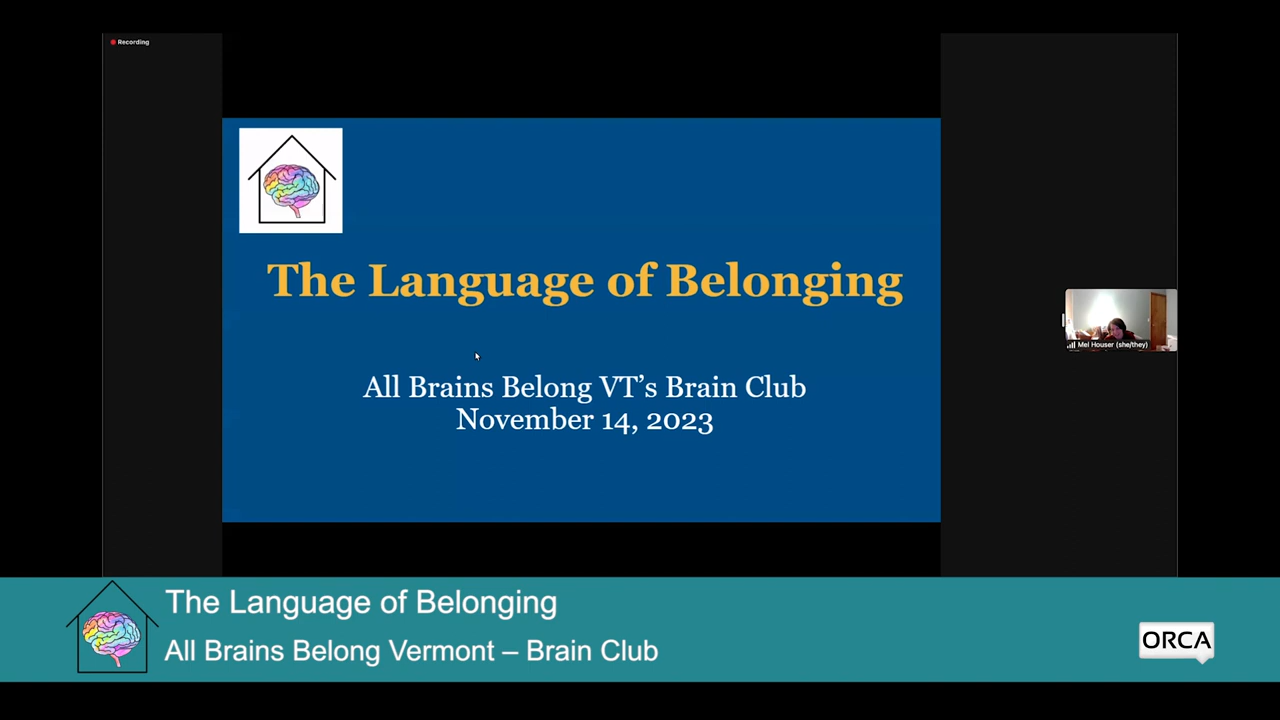 Recording
The Language of Belonging
All Brains Belong VT’s Brain Club
November 14, 2023
Mel Houser (she/they)
The Language of Belonging
All Brains Belong Vermont – Brain Club
ORCA